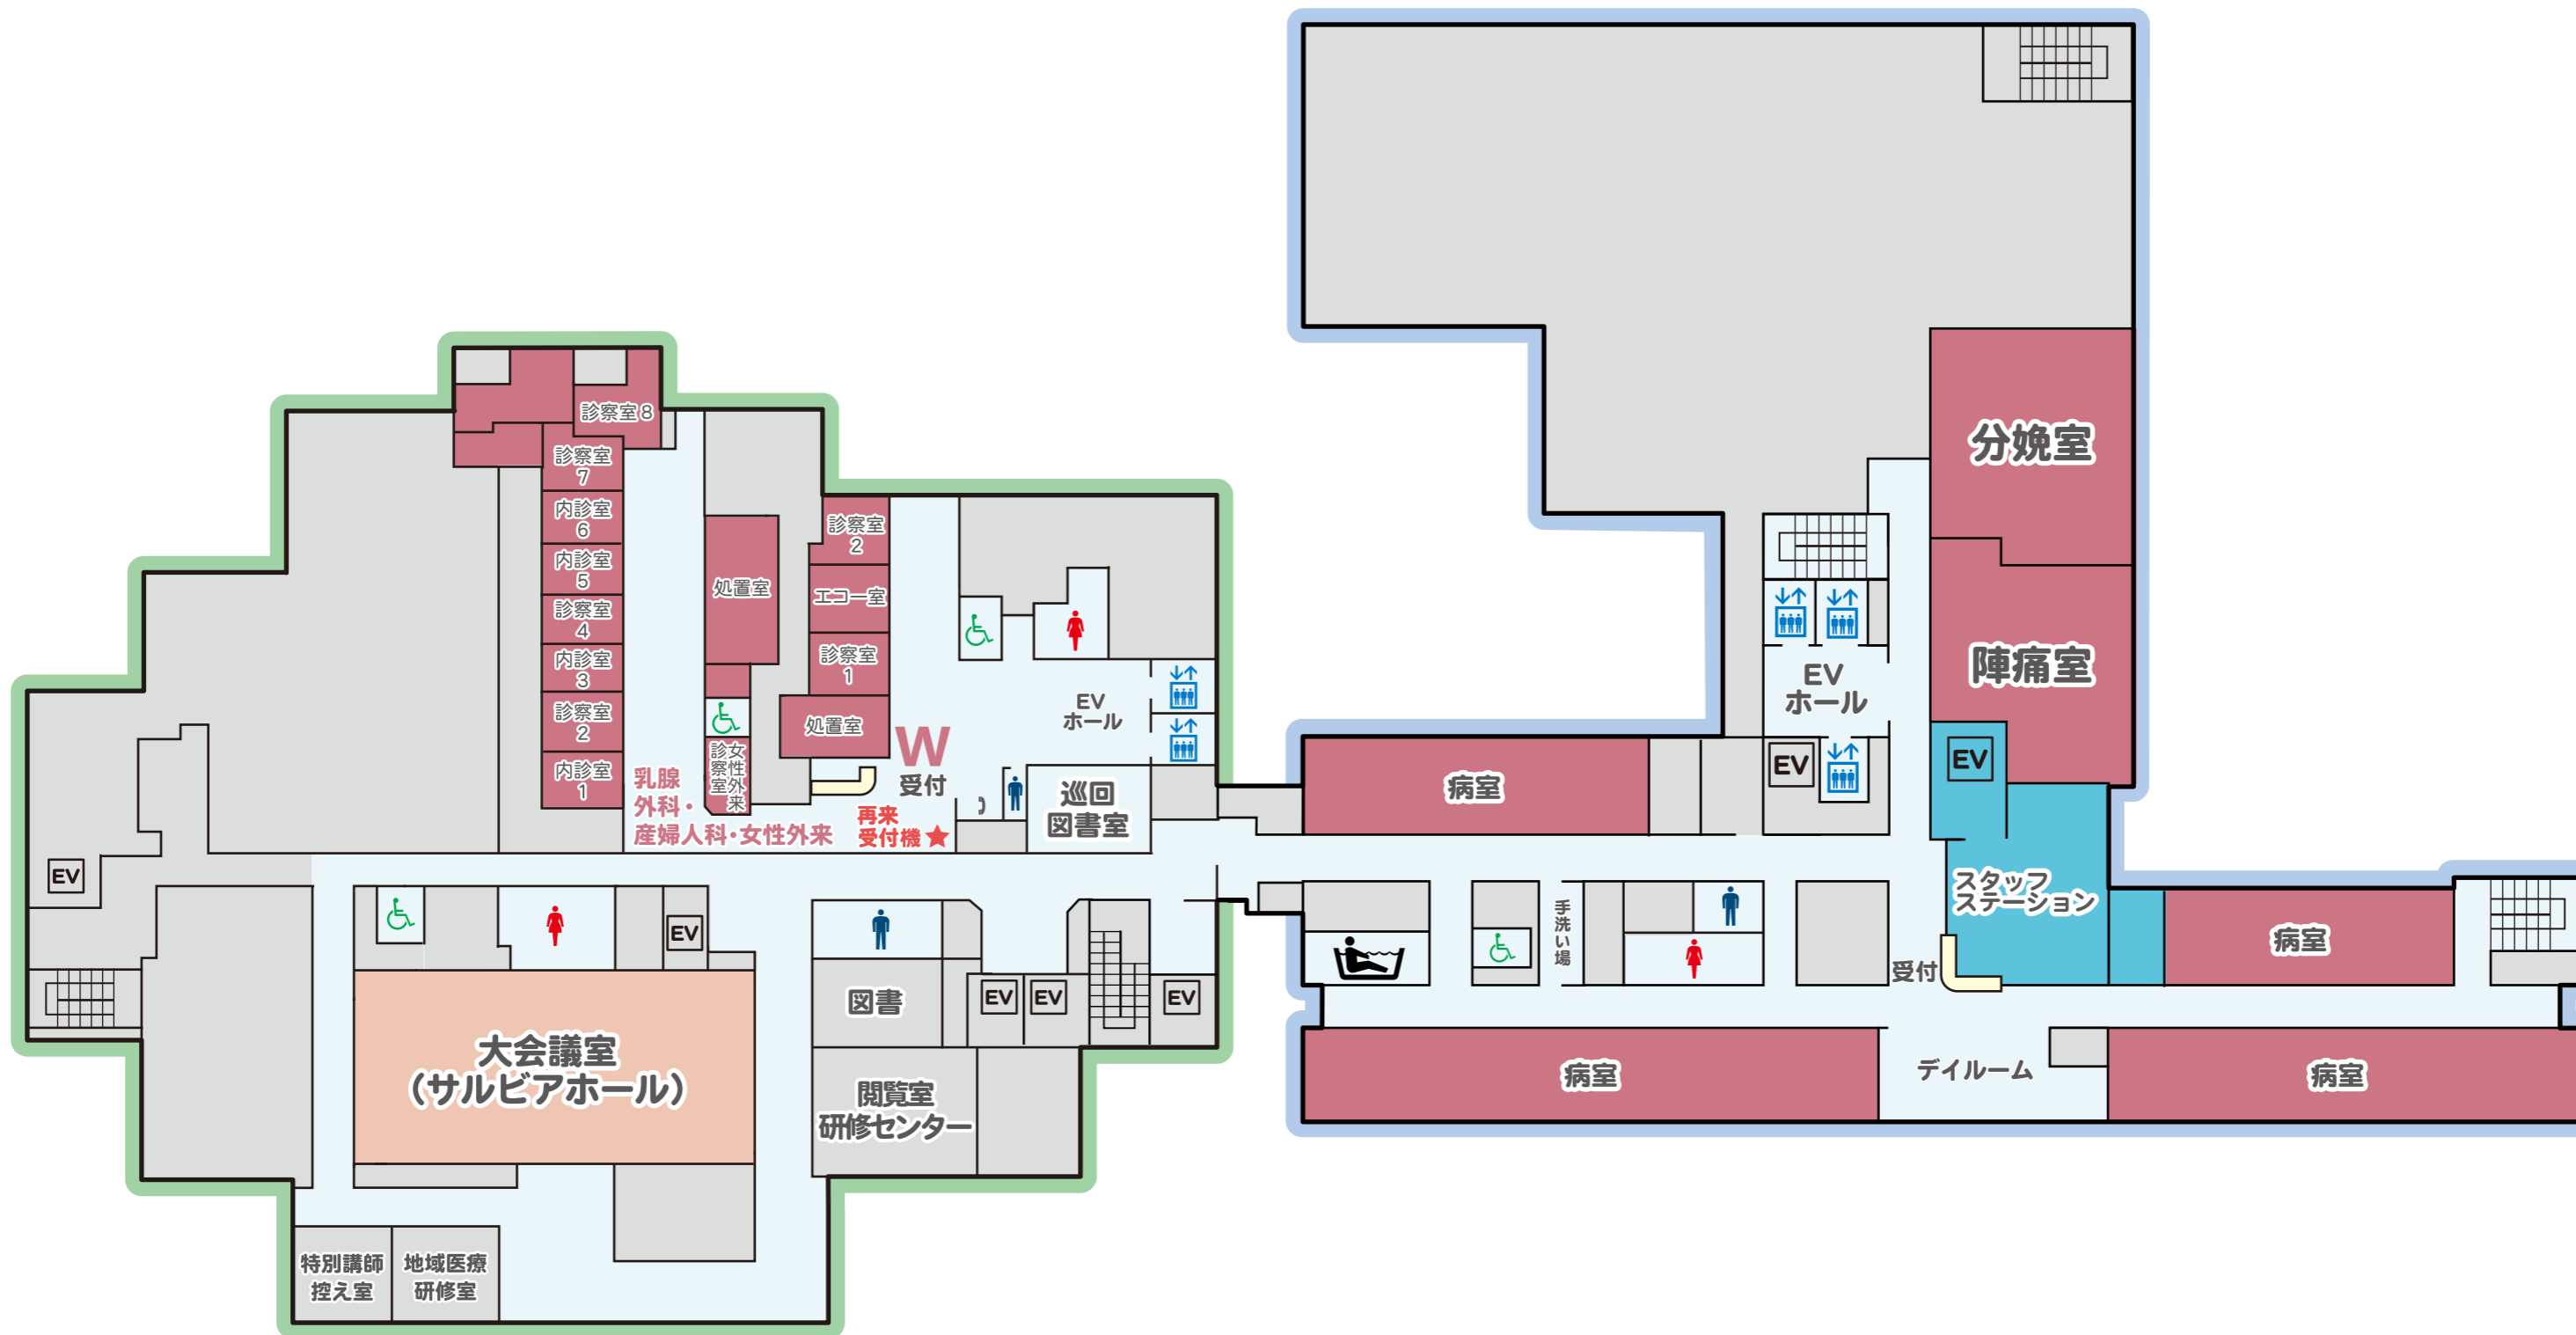 診察室8
診察室
7
内診室
6
内診室
5
診察室
4
内診室
3
診察室
2
内診室
1
処置室
女性外来
診察室
診察室
2
エコー室
診察室
1
処置室
W
受付
乳腺
外科・
産婦人科・女性外来
再来
受付機
EV
ホール
巡回
図書室
EV
EV
大会議室
（サルビアホール）
図書
EV
EV
EV
閲覧室
研修センター
特別講師
控え室
地域医療
研修室
分娩室
陣痛室
EV
ホール
EV
EV
病室
スタッフ
ステーション
手洗い場
受付
病室
病室
デイルーム
病室